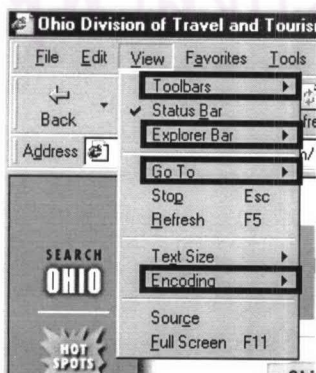 Ohio Division of Travel and Touris
File Edit View Favorites Tools
Back
Toolbars
Status Bar
Explorer Bar
Address
Go To
Stop Esc
Refresh F5
Text Size
Encoding
Source
Full Screen F11
SEARCH
OHIO
HOT
SPOTS